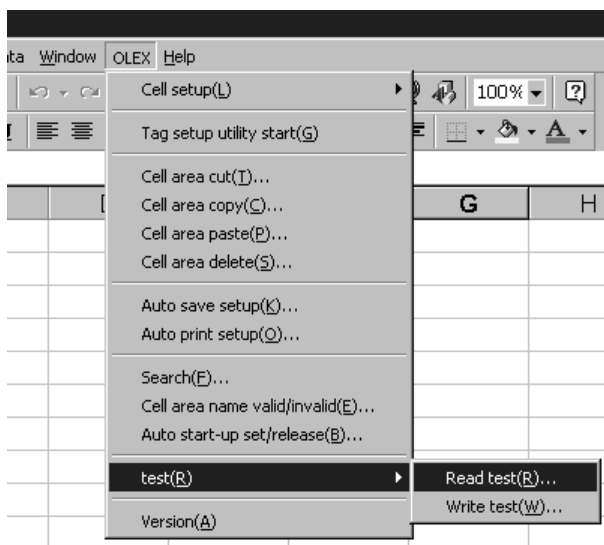 ata Window OLEX Help
Cell setup(L)
100%
Tag setup utility start(G)
A
Cell area cut(T)...
Cell area copy(C)...
G H
Cell area paste(P)...
Cell area delete(S)...
Auto save setup(K)...
Auto print setup(O)...
Search(F)...
Cell area name valid/invalid(E)...
Auto start-up set/release(B)...
test(R) Read test(R)...
Write test(W)...
Version(A)